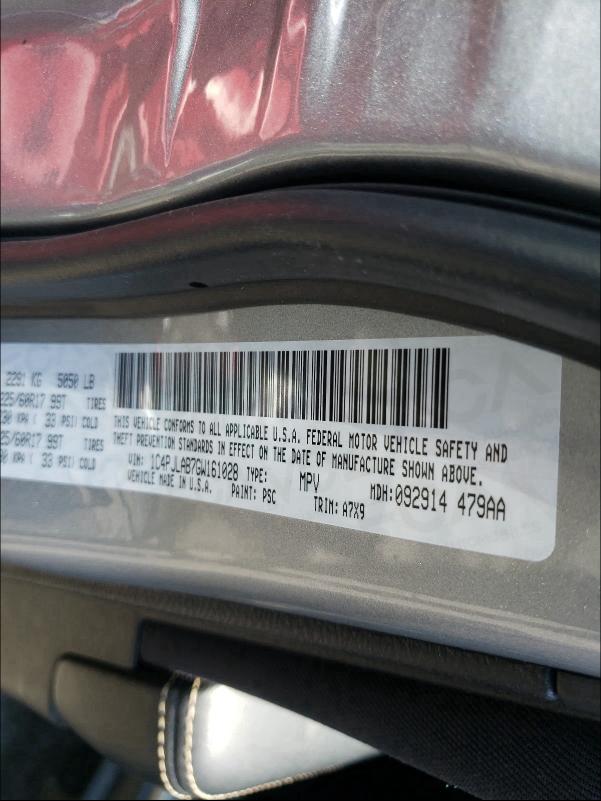 2291 KG 5050 LB
225/60R17 99T TIRES
230 KPA ( 33 PSI) COLD
25/60R17 99T TIRES
KPA ( 33 PSI) COLD
THIS VEHICLE CONFORMS TO ALL APPLICABLE U.S.A. FEDERAL MOTOR VEHICLE SAFETY AND
THEFT PREVENTION STANDARDS IN EFFECT ON THE DATE OF MANUFACTURE SHOWN ABOVE.
VIN: 1C4PJLAB7GW161028 TYPE: MPV MDH:092914 479AA
VEHICLE MADE IN U.S.A. PAINT: PSC TRIM: A7X9